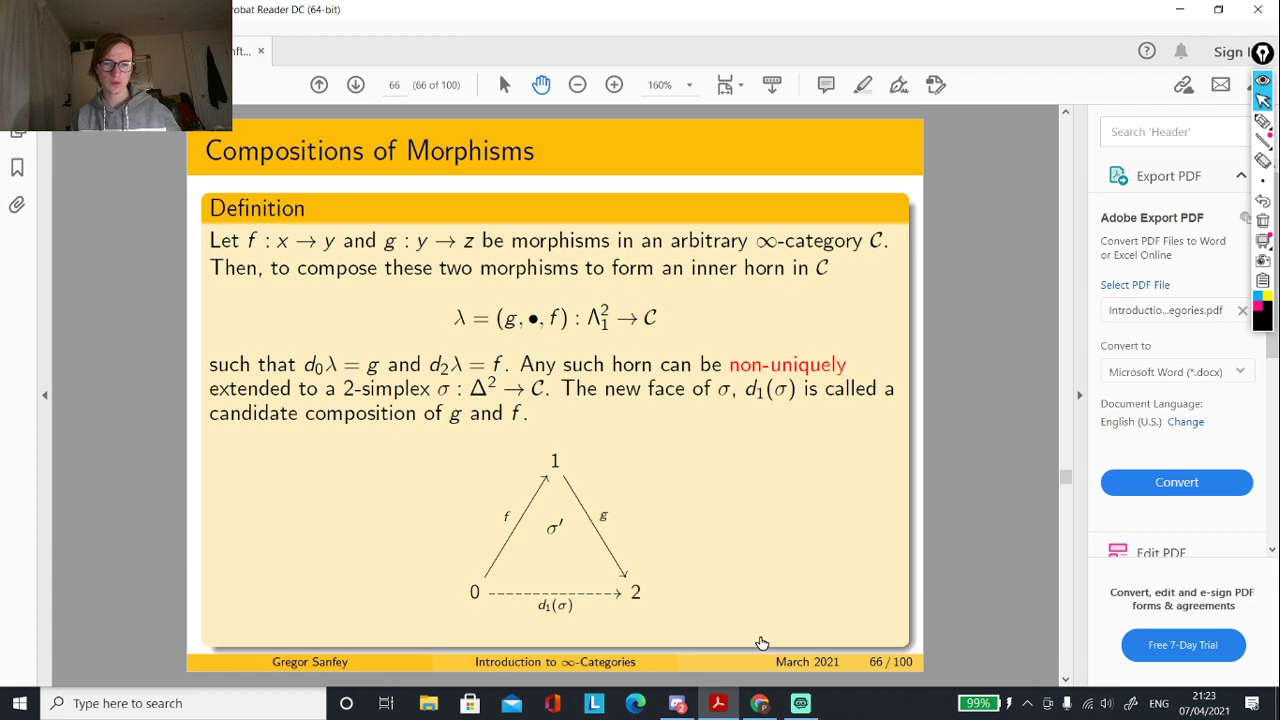 crobat Reader DC (64-bit)
nft...
66 (66 of 100)
160%
Sign I
Compositions of Morphisms
Definition
Let f : x → y and g : y → z be morphisms in an arbitrary ∞-category 𝒞.
Then, to compose these two morphisms to form an inner horn in 𝒞
λ = (g, •, f) : Λ²₁ → 𝒞
such that d₀λ = g and d₂λ = f. Any such horn can be non-uniquely
extended to a 2-simplex σ : Δ² → 𝒞. The new face of σ, d₁(σ) is called a
candidate composition of g and f.
1
f
σ′
g
0
2
d₁(σ)
Gregor Sanfey
Introduction to ∞-Categories
March 2021
66 / 100
Search 'Header'
Export PDF
Adobe Export PDF
Convert PDF Files to Word
or Excel Online
Select PDF File
Introductio...egories.pdf
Convert to
Microsoft Word (*.docx)
Document Language:
English (U.S.) Change
Convert
Edit PDF
Convert, edit and e-sign PDF
forms & agreements
Free 7-Day Trial
Type here to search
99%
ENG
21:23
07/04/2021